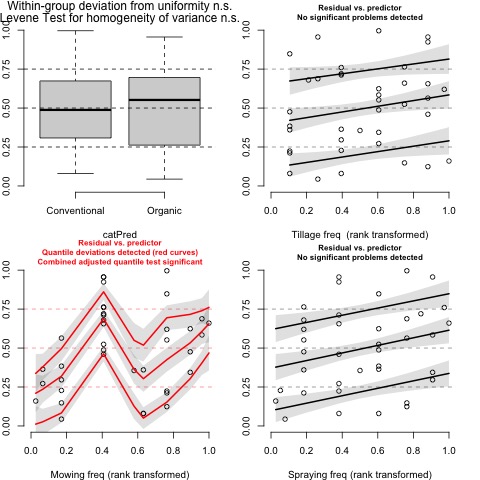 Within-group deviation from uniformity n.s.
Levene Test for homogeneity of variance n.s.
0.00 0.25 0.50 0.75 1.00
Conventional Organic
catPred
Residual vs. predictor
No significant problems detected
0.00 0.25 0.50 0.75 1.00
0.0 0.2 0.4 0.6 0.8 1.0
Tillage freq (rank transformed)
Residual vs. predictor
Quantile deviations detected (red curves)
Combined adjusted quantile test significant
0.00 0.25 0.50 0.75 1.00
0.0 0.2 0.4 0.6 0.8 1.0
Mowing freq (rank transformed)
Residual vs. predictor
No significant problems detected
0.00 0.25 0.50 0.75 1.00
0.0 0.2 0.4 0.6 0.8 1.0
Spraying freq (rank transformed)